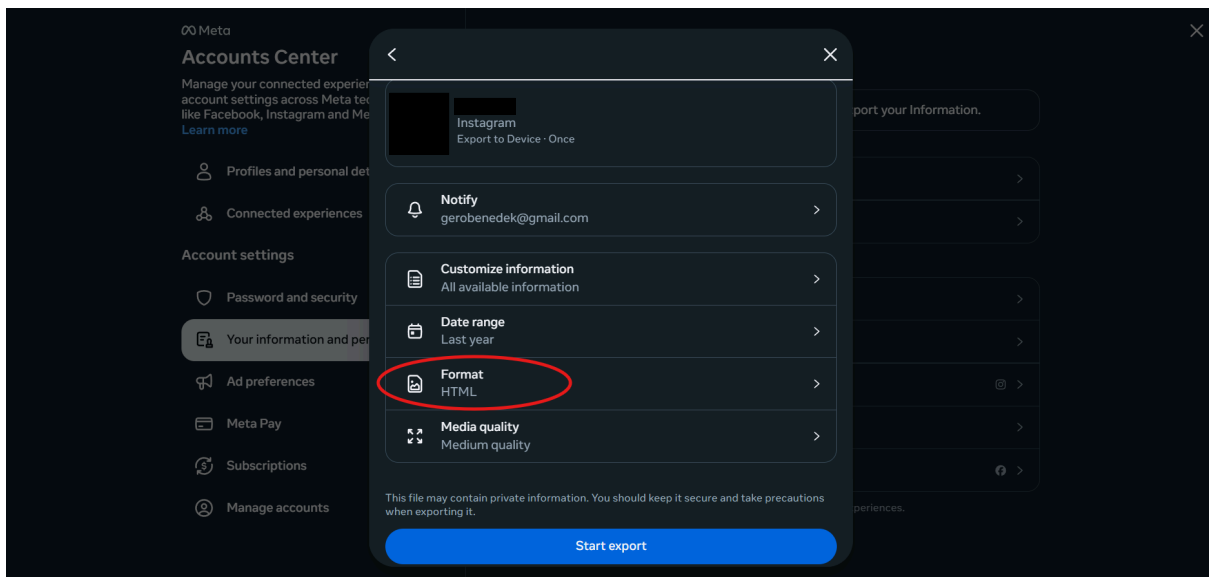 Meta
Accounts Center
Manage your connected experien
account settings across Meta tec
like Facebook, Instagram and Me
Learn more
Profiles and personal det
Connected experiences
Account settings
Password and security
Your information and per
Ad preferences
Meta Pay
Subscriptions
Manage accounts
Instagram
Export to Device · Once
Notify
gerobenedek@gmail.com
Customize information
All available information
Date range
Last year
Format
HTML
Media quality
Medium quality
This file may contain private information. You should keep it secure and take precautions
when exporting it.
Start export
port your Information.
periences.